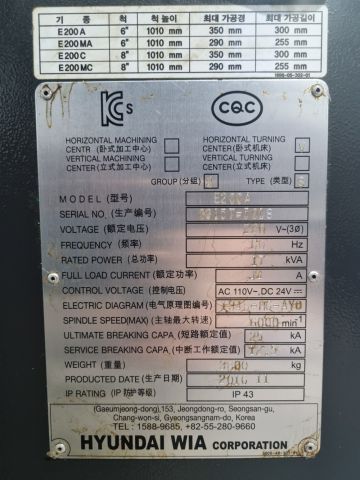 기 종 척 척 높이 최대 가공경 최대 가공길이
E200A 6" 1010 mm 350 mm 300 mm
E200MA 6" 1010 mm 290 mm 255 mm
E200C 8" 1010 mm 350 mm 300 mm
E200MC 8" 1010 mm 290 mm 255 mm
S
CQC
HORIZONTAL MACHINING CENTR (卧式加工中心)
HORIZONTAL TURNING CENTER (卧式机床)
VERTICAL MACHINING CENTER (立式加工中心)
VERTICAL TURNING CENTER (立式机床)
GROUP (分组) TYPE (类型)
MODEL (型号)
SERIAL NO. (生产编号)
VOLTAGE (额定电压) V~(3Ø)
FREQUENCY (频率) Hz
RATED POWER (总功率) kVA
FULL LOAD CURRENT (额定电流) A
CONTROL VOLTAGE (控制电压) AC 110V~, DC 24V
ELECTRIC DIAGRAM (电气原理图编号)
SPINDLE SPEED(MAX) (主轴最大转速) 6000 min⁻¹
ULTIMATE BREAKING CAPA. (短路额定值) kA
SERVICE BREAKING CAPA. (中断工作额定值) kA
WEIGHT (重量) kg
PRODUCTED DATE (生产日期) 2016. 11
IP RATING (IP 防护等级) IP 43
(Gaeumjeong-dong)153, Jeongdong-ro, Seongsan-gu,
Chang-won-si, Gyeongsangnam-do, Korea
TEL : 1588-9685, +82-55-280-9660
HYUNDAI WIA CORPORATION